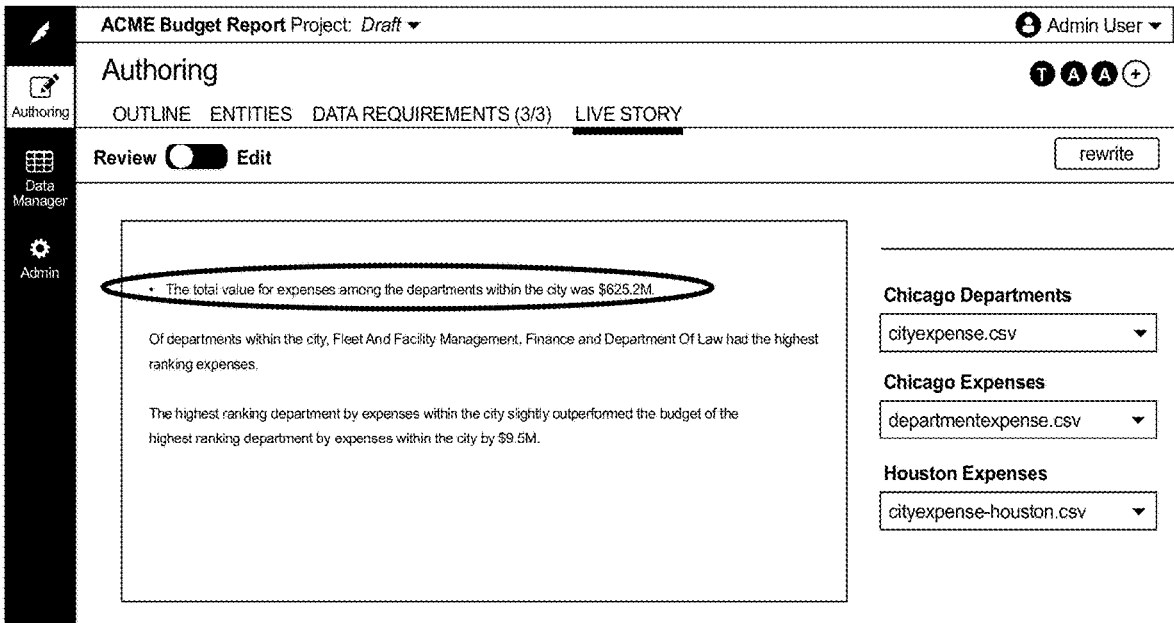 ACME Budget Report Project: Draft
Admin User
Authoring
T A A +
Authoring
OUTLINE ENTITIES DATA REQUIREMENTS (3/3) LIVE STORY
Review Edit
rewrite
Data
Manager
Admin
• The total value for expenses among the departments within the city was $625.2M.
Of departments within the city, Fleet And Facility Management, Finance and Department Of Law had the highest
ranking expenses.
The highest ranking department by expenses within the city slightly outperformed the budget of the
highest ranking department by expenses within the city by $9.5M.
Chicago Departments
cityexpense.csv
Chicago Expenses
departmentexpense.csv
Houston Expenses
cityexpense-houston.csv